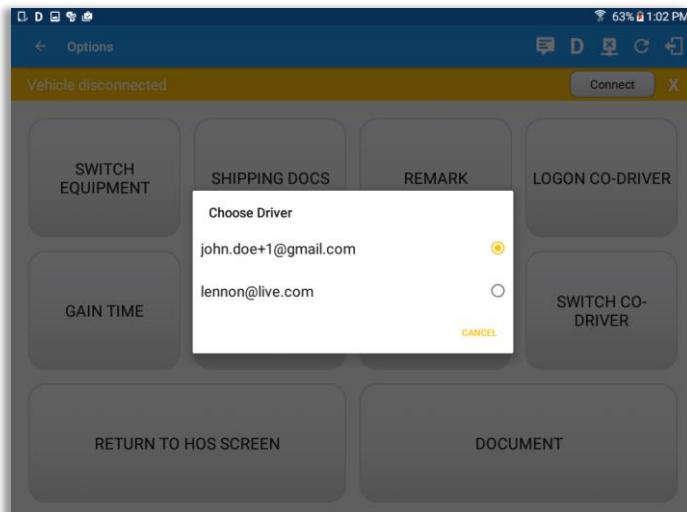 63% 1:02 PM
Options
D
Vehicle disconnected
Connect
X
SWITCH
EQUIPMENT
SHIPPING DOCS
REMARK
LOGON CO-DRIVER
Choose Driver
john.doe+1@gmail.com
lennon@live.com
CANCEL
GAIN TIME
SWITCH CO-
DRIVER
RETURN TO HOS SCREEN
DOCUMENT